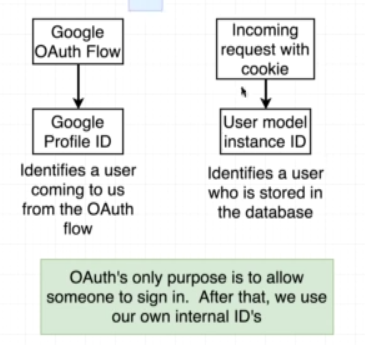 Google
OAuth Flow
Google
Profile ID
Identifies a user
coming to us
from the OAuth
flow
Incoming
request with
cookie
User model
instance ID
Identifies a user
who is stored in
the database
OAuth's only purpose is to allow
someone to sign in. After that, we use
our own internal ID's